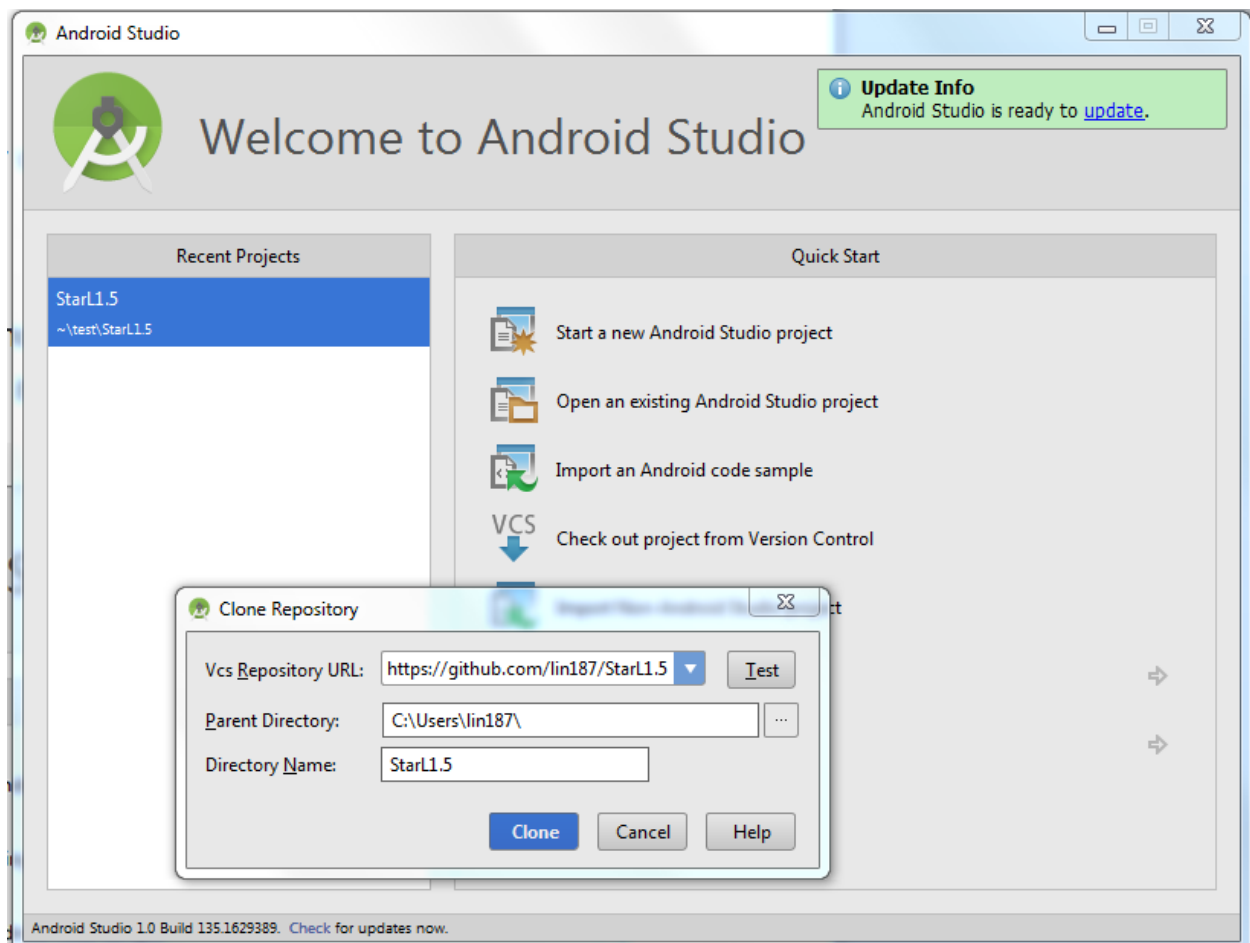 Android Studio
Welcome to Android Studio
Update Info
Android Studio is ready to update.
Recent Projects
StarL1.5
~\test\StarL1.5
Quick Start
Start a new Android Studio project
Open an existing Android Studio project
Import an Android code sample
VCS
Check out project from Version Control
Clone Repository
Vcs Repository URL:
https://github.com/lin187/StarL1.5
Test
Parent Directory:
C:\Users\lin187\
...
Directory Name:
StarL1.5
Clone
Cancel
Help
Android Studio 1.0 Build 135.1629389. Check for updates now.